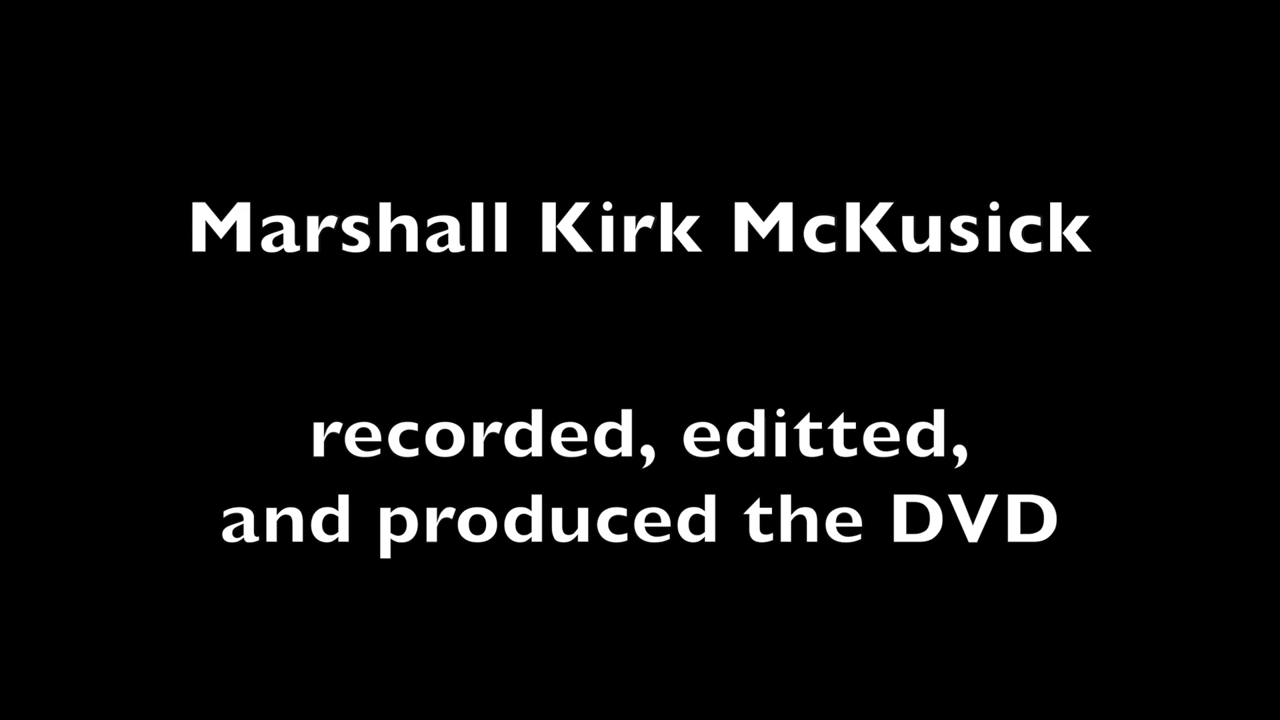 Marshall Kirk McKusick
recorded, editted,
and produced the DVD